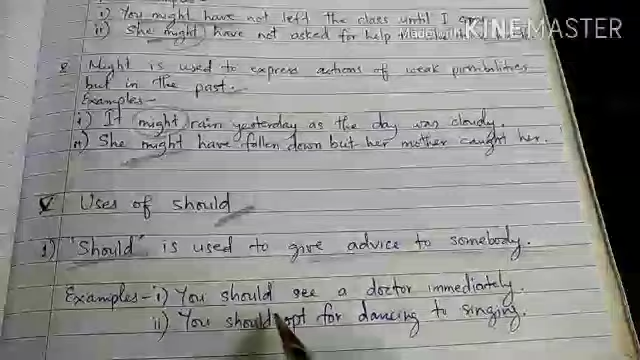 i) You might have not left the class until I
ii) She might have not asked for help
Made with KINEMASTER
Might is used to express actions of weak possibilities
but in the past.
Examples-
i) It might rain yesterday as the day was cloudy.
ii) She might have fallen down but her mother caught her.
Uses of should
1) "Should" is used to give advice to somebody.
Examples- i) You should see a doctor immediately.
ii) You should opt for dancing to singing.